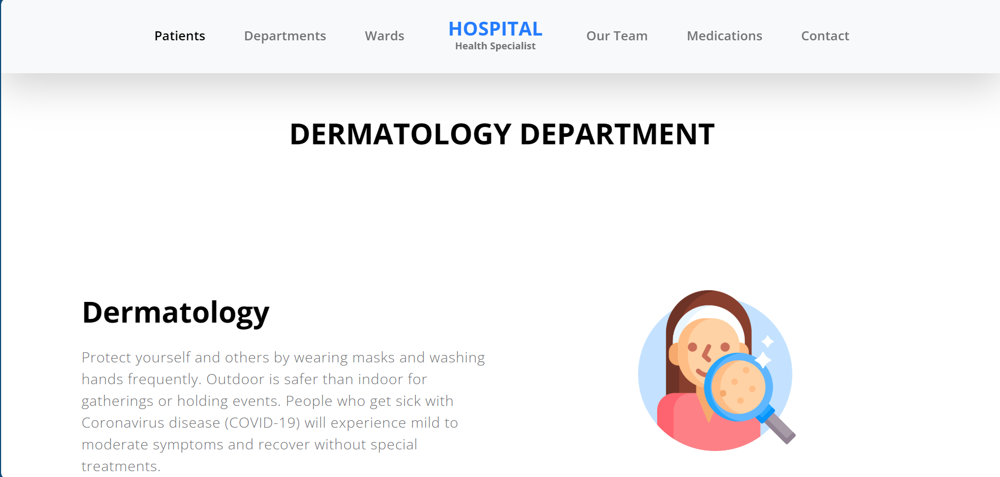 Patients
Departments
Wards
HOSPITAL
Health Specialist
Our Team
Medications
Contact
DERMATOLOGY DEPARTMENT
Dermatology
Protect yourself and others by wearing masks and washing
hands frequently. Outdoor is safer than indoor for
gatherings or holding events. People who get sick with
Coronavirus disease (COVID-19) will experience mild to
moderate symptoms and recover without special
treatments.